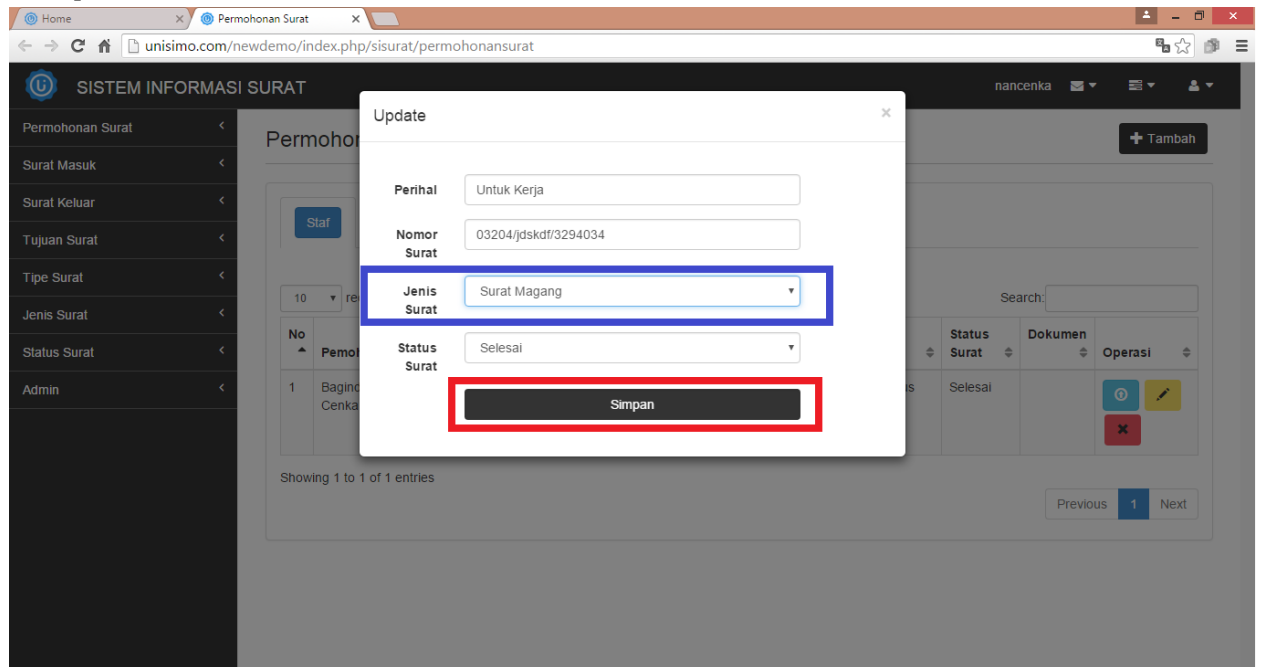 Home
Permohonan Surat
unisimo.com/newdemo/index.php/sisurat/permohonansurat
SISTEM INFORMASI SURAT
nancenka
Permohonan Surat
Surat Masuk
Surat Keluar
Tujuan Surat
Tipe Surat
Jenis Surat
Status Surat
Admin
+ Tambah
Staf
10
Search:
No
Status Surat
Dokumen
Operasi
1
Cenka
Selesai
Showing 1 to 1 of 1 entries
Previous 1 Next
Update
×
Perihal
Untuk Kerja
Nomor
Surat
03204/jdskdf/3294034
Jenis
Surat
Surat Magang
Status
Surat
Selesai
Simpan